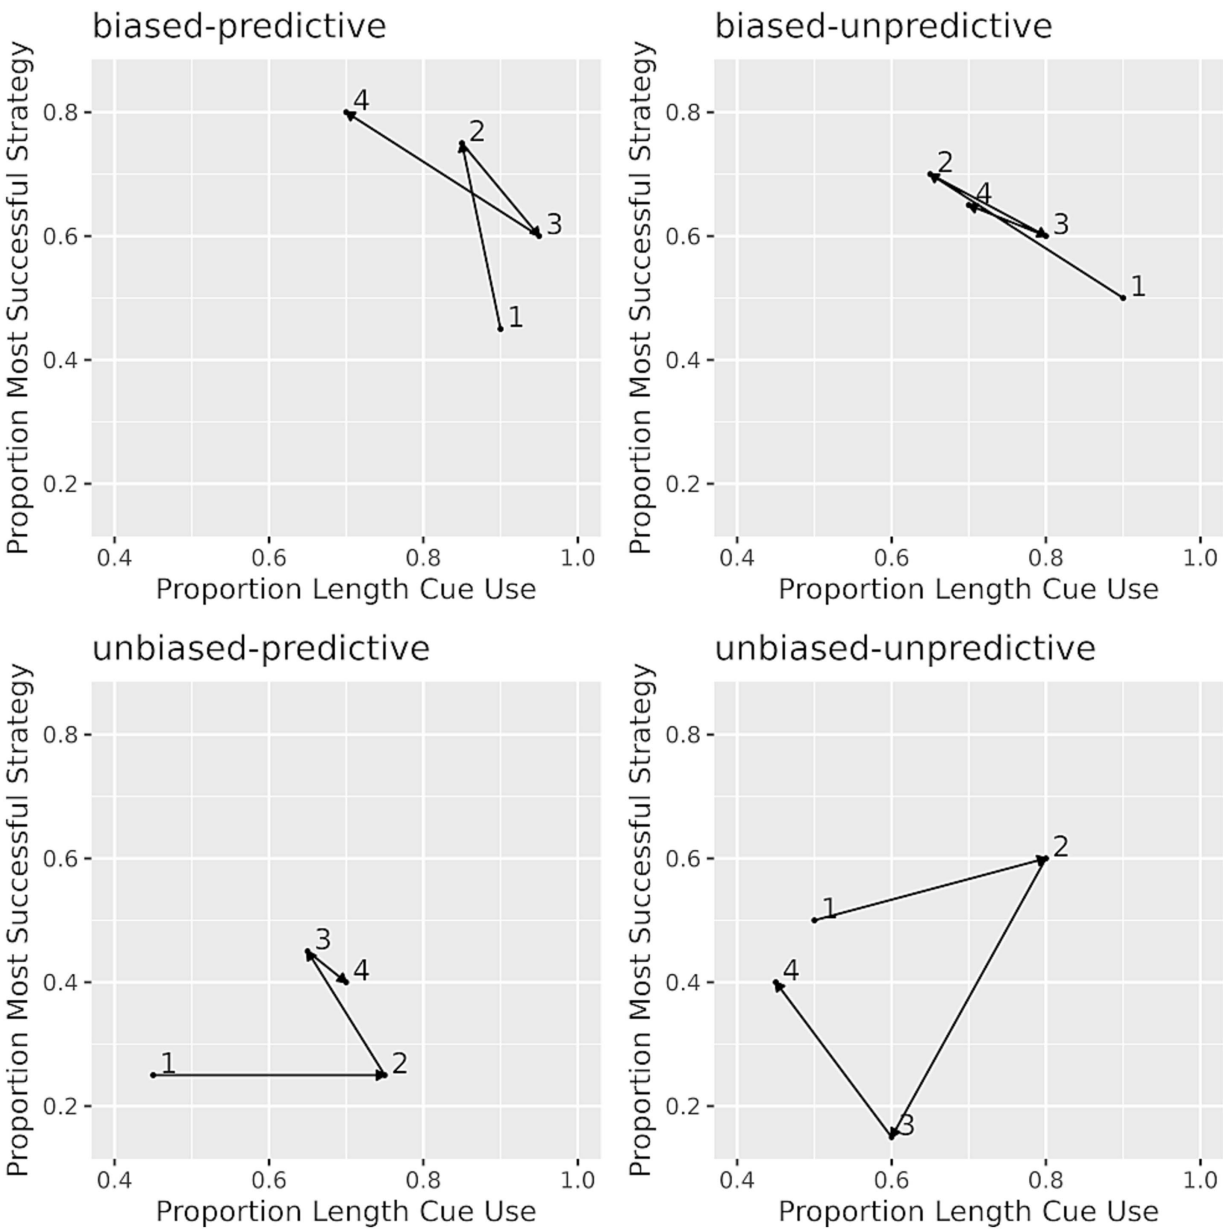 biased-predictive
Proportion Most Successful Strategy
0.8
0.6
0.4
0.2
4
2
3
1
0.4 0.6 0.8 1.0
Proportion Length Cue Use
biased-unpredictive
Proportion Most Successful Strategy
0.8
0.6
0.4
0.2
2
4
3
1
0.4 0.6 0.8 1.0
Proportion Length Cue Use
unbiased-predictive
Proportion Most Successful Strategy
0.8
0.6
0.4
0.2
3
4
1 2
0.4 0.6 0.8 1.0
Proportion Length Cue Use
unbiased-unpredictive
Proportion Most Successful Strategy
0.8
0.6
0.4
0.2
2
1
4
3
0.4 0.6 0.8 1.0
Proportion Length Cue Use